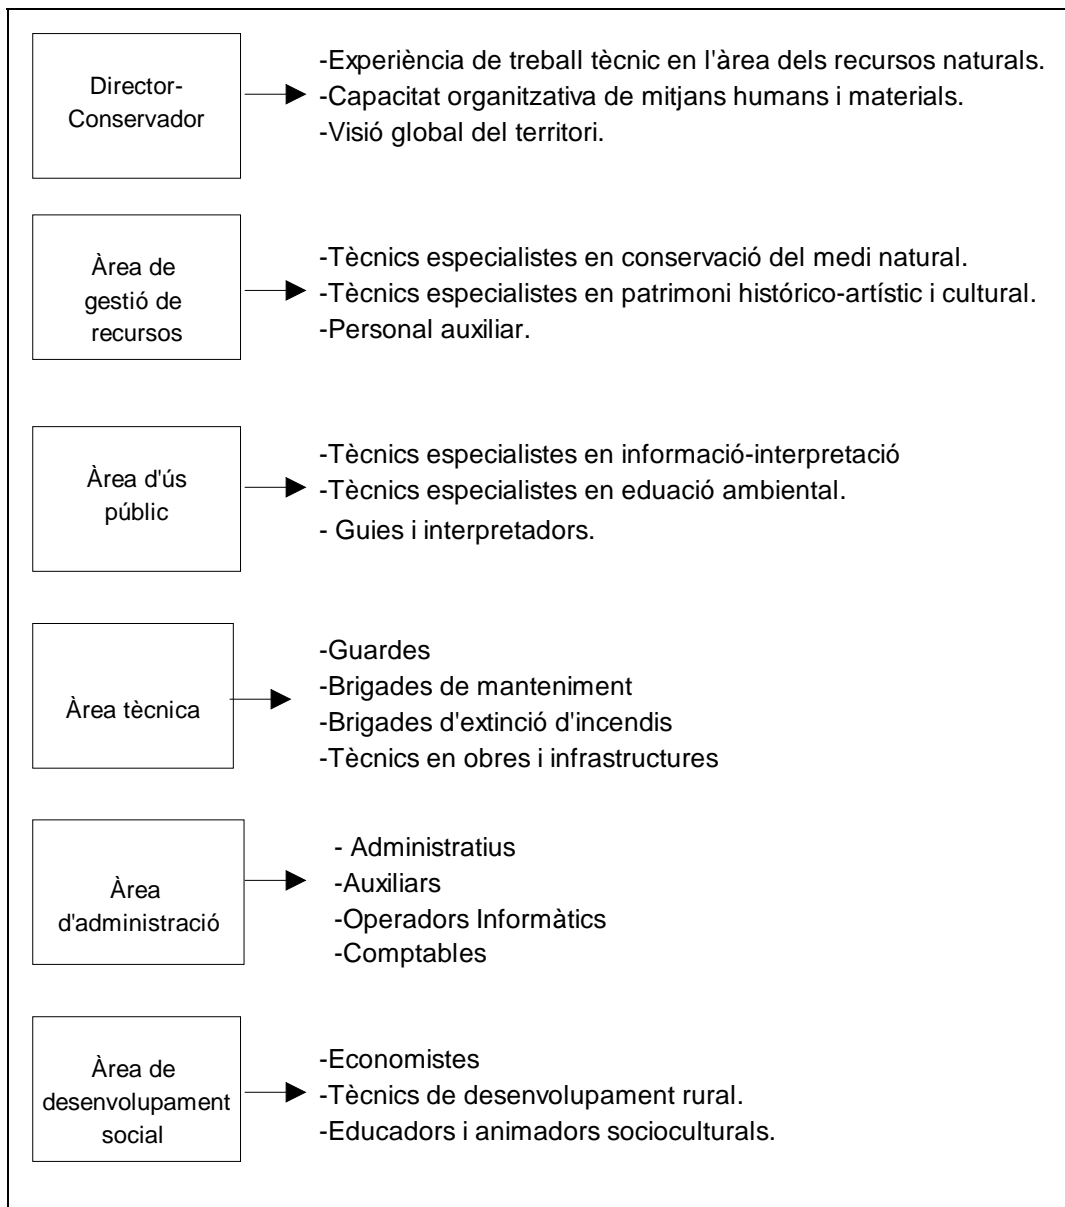 Director-
Conservador
-Experiència de treball tècnic en l'àrea dels recursos naturals.
-Capacitat organitzativa de mitjans humans i materials.
-Visió global del territori.
Àrea de
gestió de
recursos
-Tècnics especialistes en conservació del medi natural.
-Tècnics especialistes en patrimoni histórico-artístic i cultural.
-Personal auxiliar.
Àrea d'ús
públic
-Tècnics especialistes en informació-interpretació
-Tècnics especialistes en eduació ambiental.
- Guies i interpretadors.
Àrea tècnica
-Guardes
-Brigades de manteniment
-Brigades d'extinció d'incendis
-Tècnics en obres i infrastructures
Àrea
d'administració
- Administratius
-Auxiliars
-Operadors Informàtics
-Comptables
Àrea de
desenvolupament
social
-Economistes
-Tècnics de desenvolupament rural.
-Educadors i animadors socioculturals.